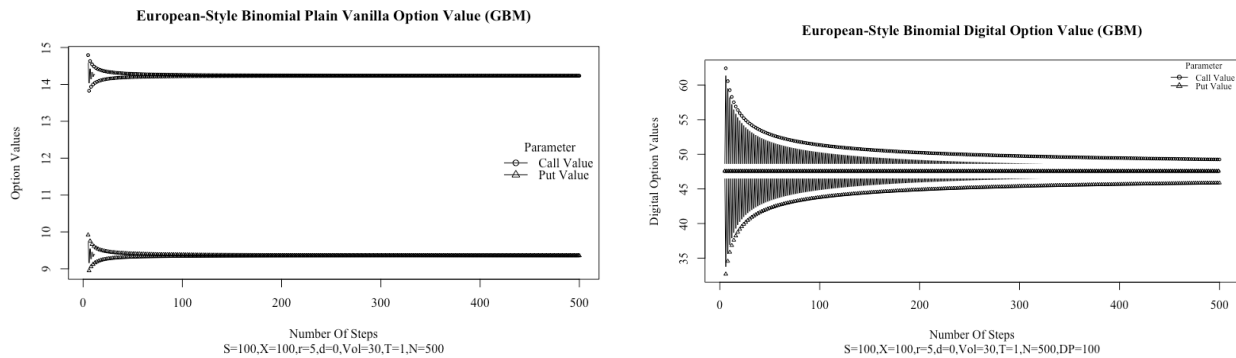 European-Style Binomial Plain Vanilla Option Value (GBM)
Option Values
15
14
13
12
11
10
9
Parameter
Call Value
Put Value
0 100 200 300 400 500
Number Of Steps
S=100,X=100,r=5,d=0,Vol=30,T=1,N=500
European-Style Binomial Digital Option Value (GBM)
Digital Option Values
60
55
50
45
40
35
Parameter
Call Value
Put Value
0 100 200 300 400 500
Number Of Steps
S=100,X=100,r=5,d=0,Vol=30,T=1,N=500,DP=100